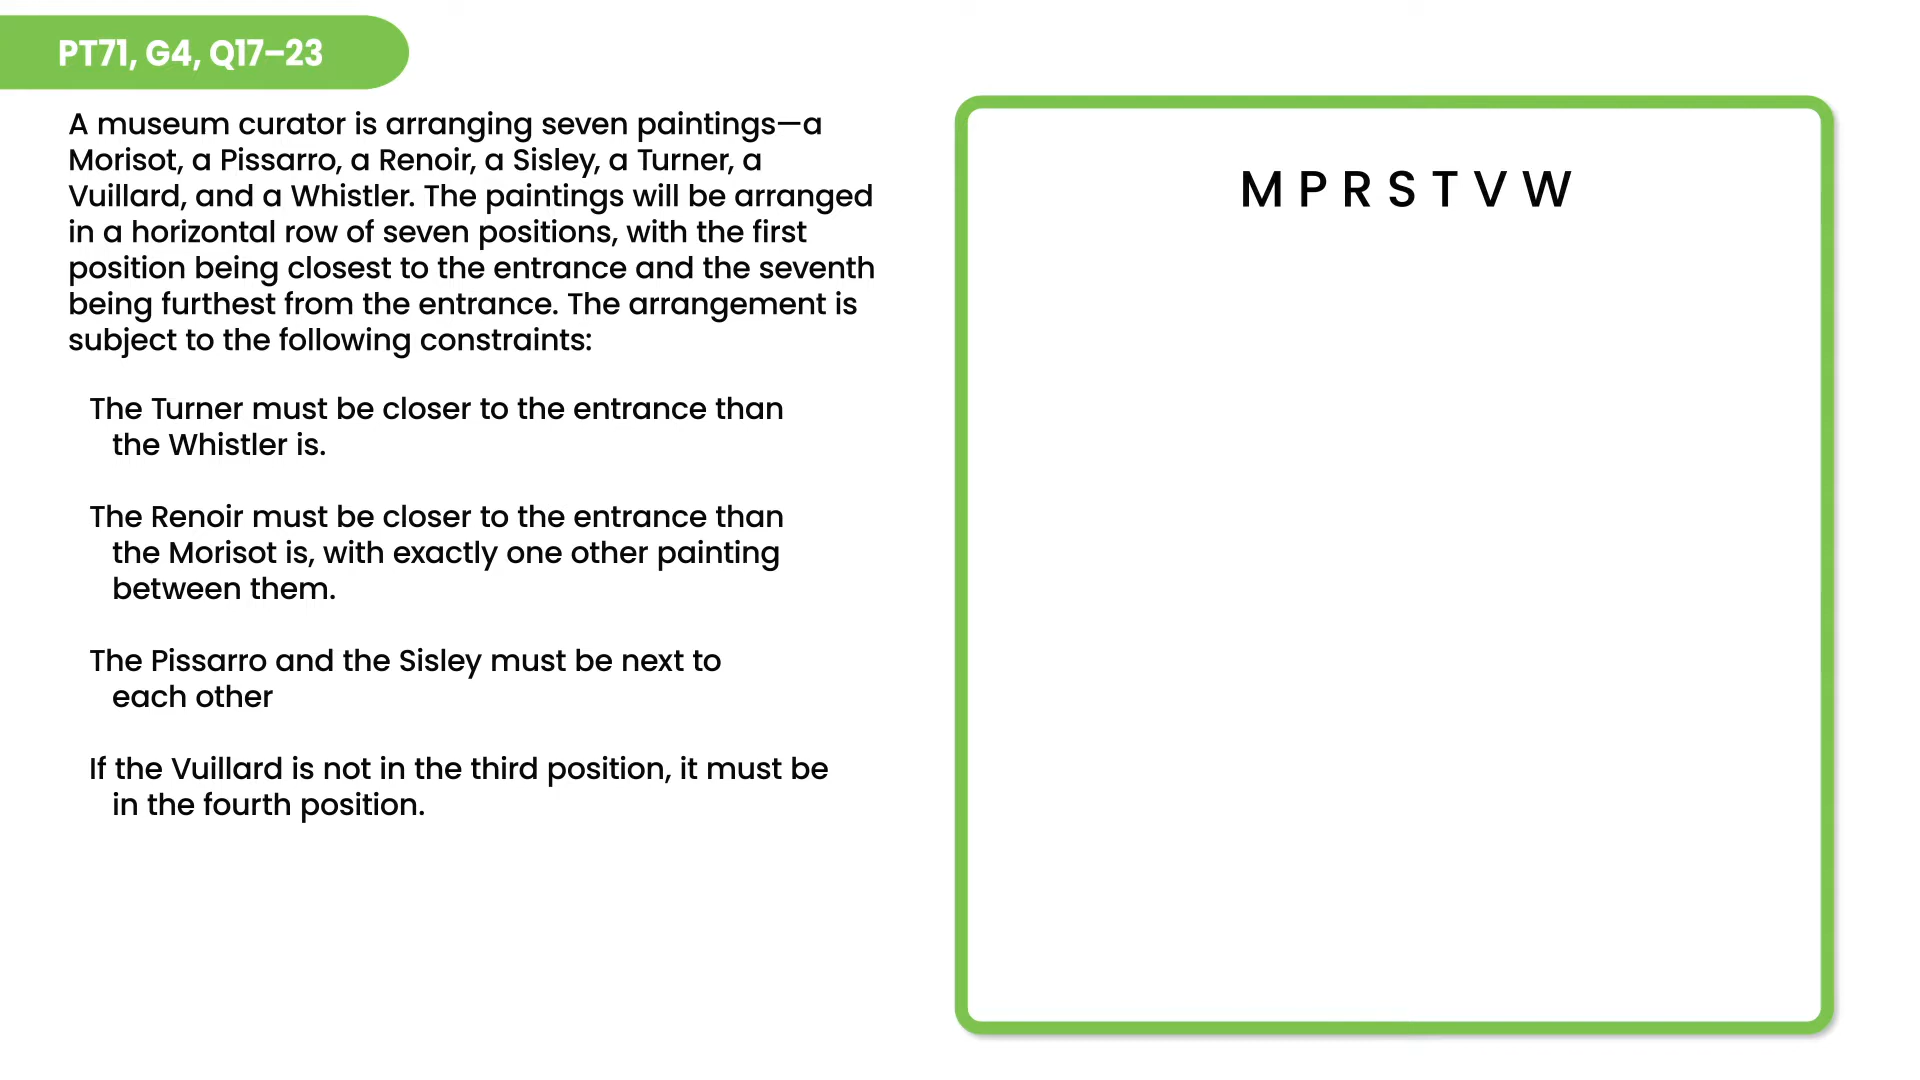 PT71, G4, Q17–23
A museum curator is arranging seven paintings—a
Morisot, a Pissarro, a Renoir, a Sisley, a Turner, a
Vuillard, and a Whistler. The paintings will be arranged
in a horizontal row of seven positions, with the first
position being closest to the entrance and the seventh
being furthest from the entrance. The arrangement is
subject to the following constraints:
The Turner must be closer to the entrance than
the Whistler is.
The Renoir must be closer to the entrance than
the Morisot is, with exactly one other painting
between them.
The Pissarro and the Sisley must be next to
each other
If the Vuillard is not in the third position, it must be
in the fourth position.
M P R S T V W